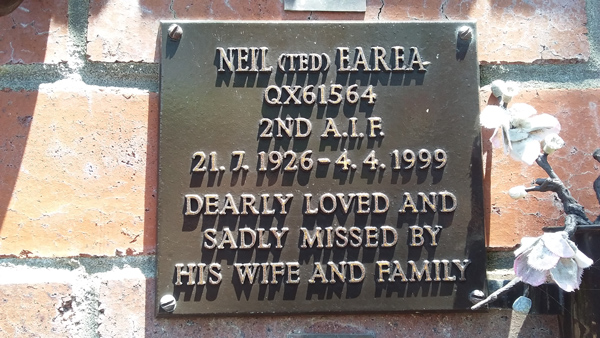 NEIL (TED) EAREA
QX61564
2ND A.I.F.
21. 7. 1926 - 4. 4. 1999
DEARLY LOVED AND
SADLY MISSED BY
HIS WIFE AND FAMILY